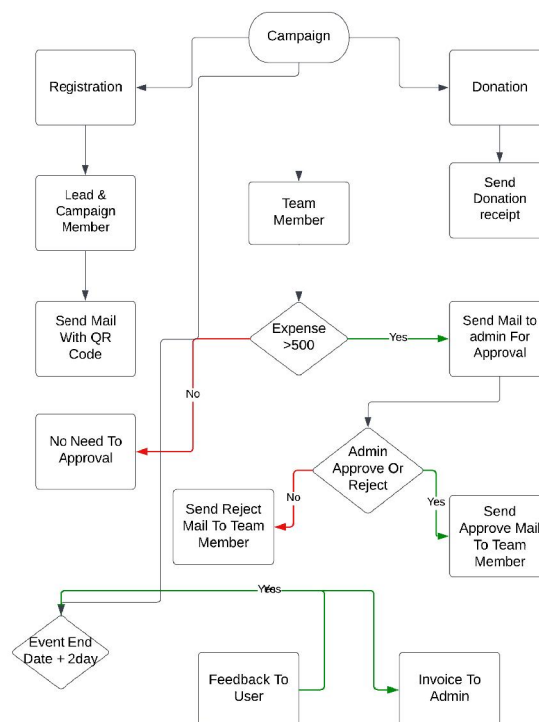 Campaign
Registration
Donation
Lead &
Campaign
Member
Team
Member
Send
Donation
receipt
Send Mail
With QR
Code
Expense
>500
Yes
Send Mail to
admin For
Approval
No
No Need To
Approval
Admin
Approve Or
Reject
No
Yes
Send Reject
Mail To Team
Member
Send
Approve Mail
To Team
Member
Yes
Yes
Event End
Date + 2day
Feedback To
User
Invoice To
Admin